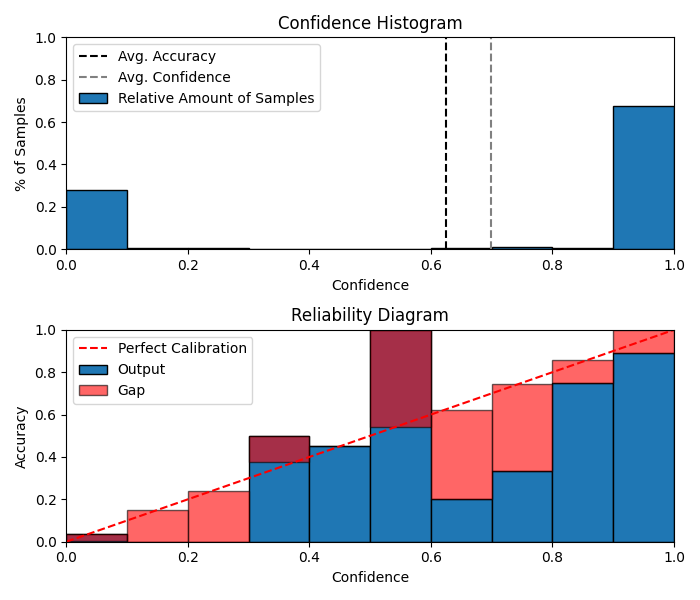 Confidence Histogram
1.0
0.8
0.6
0.4
0.2
0.0
% of Samples
Avg. Accuracy
Avg. Confidence
Relative Amount of Samples
0.0 0.2 0.4 0.6 0.8 1.0
Confidence
Reliability Diagram
1.0
0.8
0.6
0.4
0.2
0.0
Accuracy
Perfect Calibration
Output
Gap
0.0 0.2 0.4 0.6 0.8 1.0
Confidence